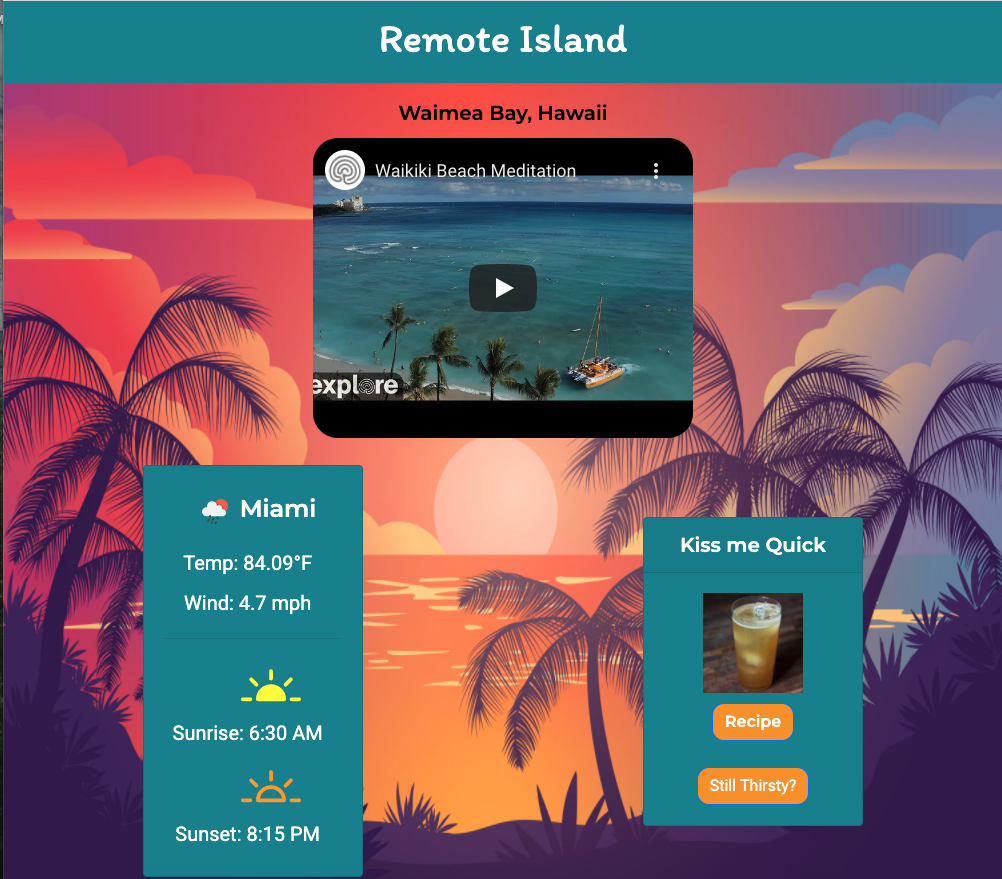 Remote Island
Waimea Bay, Hawaii
Waikiki Beach Meditation
explore
Miami
Temp: 84.09°F
Wind: 4.7 mph
Sunrise: 6:30 AM
Sunset: 8:15 PM
Kiss me Quick
Recipe
Still Thirsty?